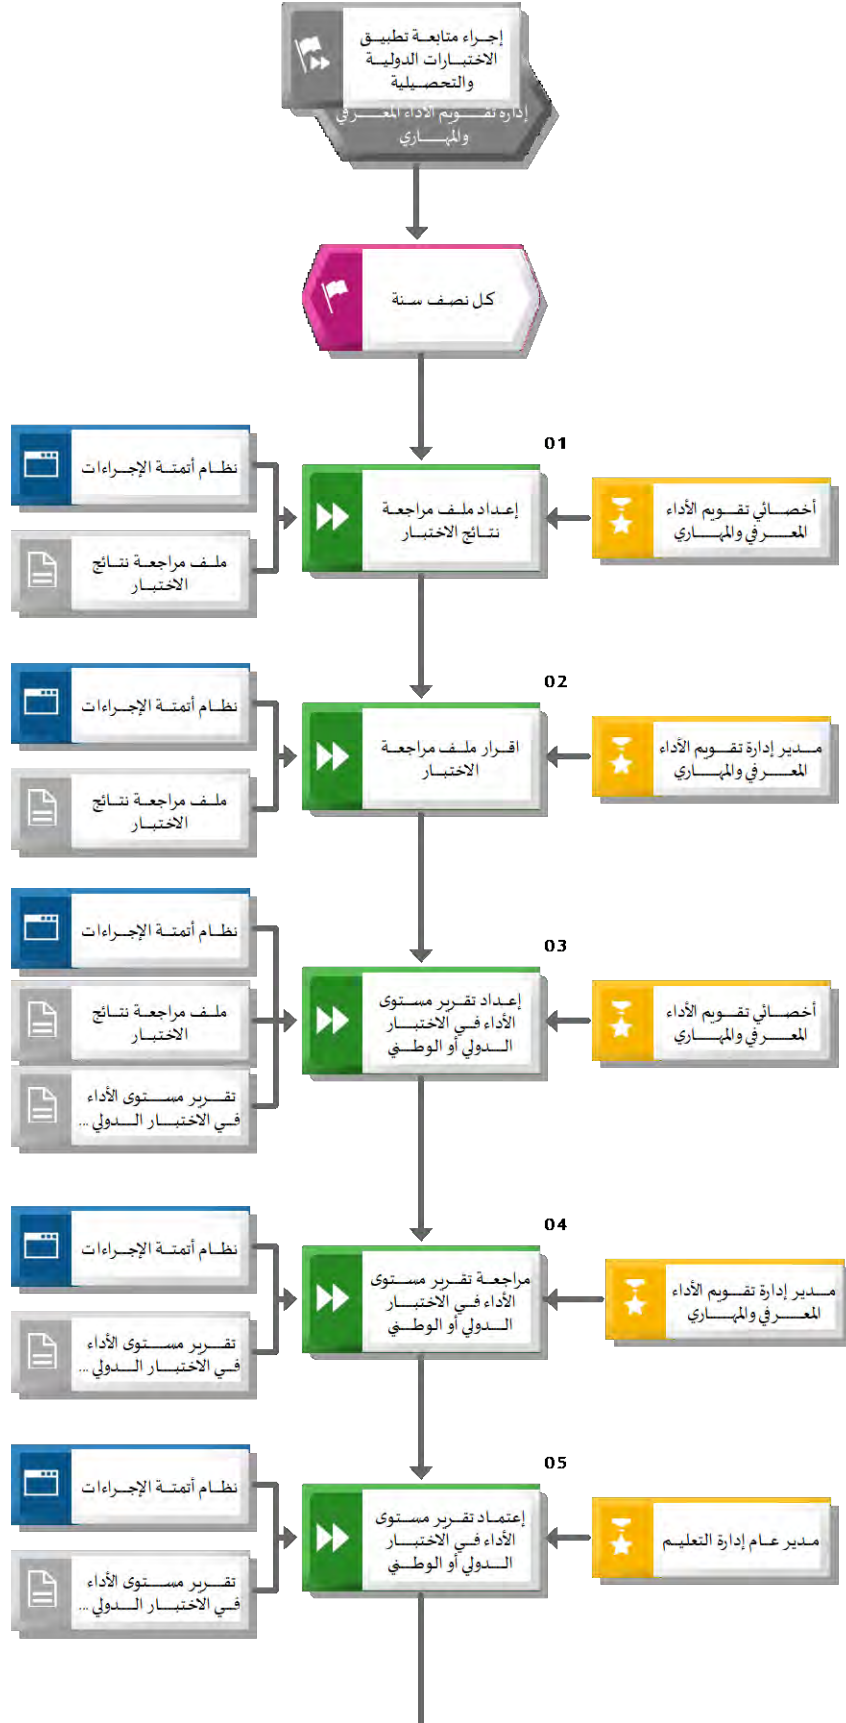 إجراء متابعة تطبيق
الاختبارات الدولية
والتحصيلية
إدارة تقويم الأداء المعرفي
والمهاري
كل نصف سنة
01
أخصائي تقويم الأداء
المعرفي والمهاري
إعداد ملف مراجعة
نتائج الاختبار
نظام أتمتة الإجراءات
ملف مراجعة نتائج
الاختبار
02
مدير إدارة تقويم الأداء
المعرفي والمهاري
اقرار ملف مراجعة
الاختبار
نظام أتمتة الإجراءات
ملف مراجعة نتائج
الاختبار
03
أخصائي تقويم الأداء
المعرفي والمهاري
إعداد تقرير مستوى
الأداء في الاختبار
الدولي أو الوطني
نظام أتمتة الإجراءات
ملف مراجعة نتائج
الاختبار
تقرير مستوى الأداء
في الاختبار الدولي ...
04
مدير إدارة تقويم الأداء
المعرفي والمهاري
مراجعة تقرير مستوى
الأداء في الاختبار
الدولي أو الوطني
نظام أتمتة الإجراءات
تقرير مستوى الأداء
في الاختبار الدولي ...
05
مدير عام إدارة التعليم
إعتماد تقرير مستوى
الأداء في الاختبار
الدولي أو الوطني
نظام أتمتة الإجراءات
تقرير مستوى الأداء
في الاختبار الدولي ...